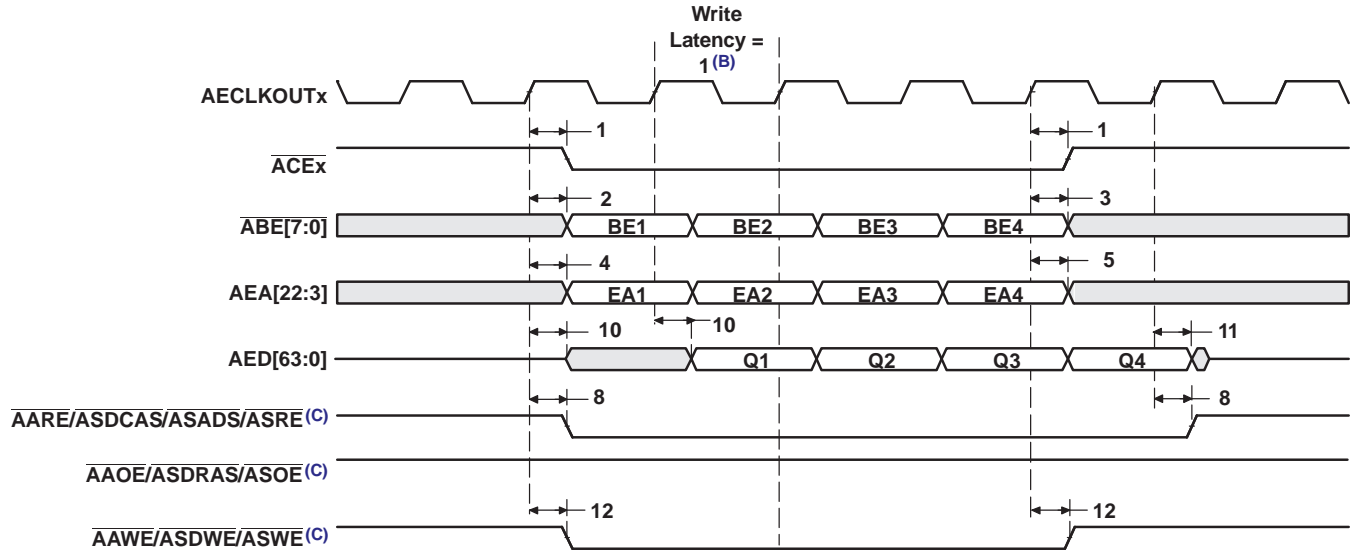 Write
Latency =
1(B)
AECLKOUTx
1 1
ACEx
2 3
ABE[7:0] BE1 BE2 BE3 BE4
4 5
AEA[22:3] EA1 EA2 EA3 EA4
10 10 11
AED[63:0] Q1 Q2 Q3 Q4
8 8
AARE/ASDCAS/ASADS/ASRE(C)
AAOE/ASDRAS/ASOE(C)
12 12
AAWE/ASDWE/ASWE(C)